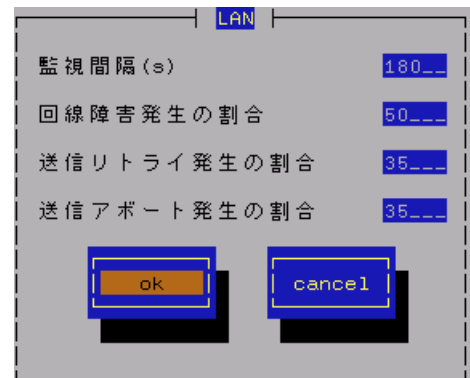 LAN
監視間隔(s) 180__
回線障害発生の割合 50___
送信リトライ発生の割合 35___
送信アボート発生の割合 35___
ok cancel